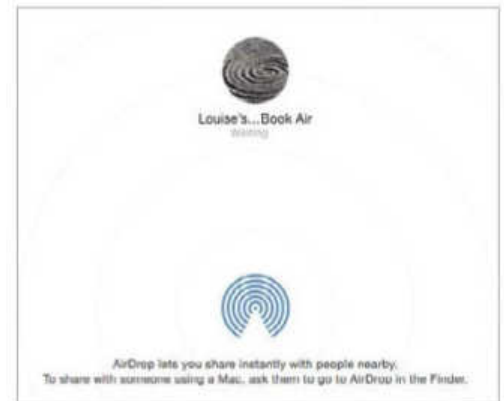 Louise's...Book Air
Waiting
AirDrop lets you share instantly with people nearby.
To share with someone using a Mac, ask them to go to AirDrop in the Finder.